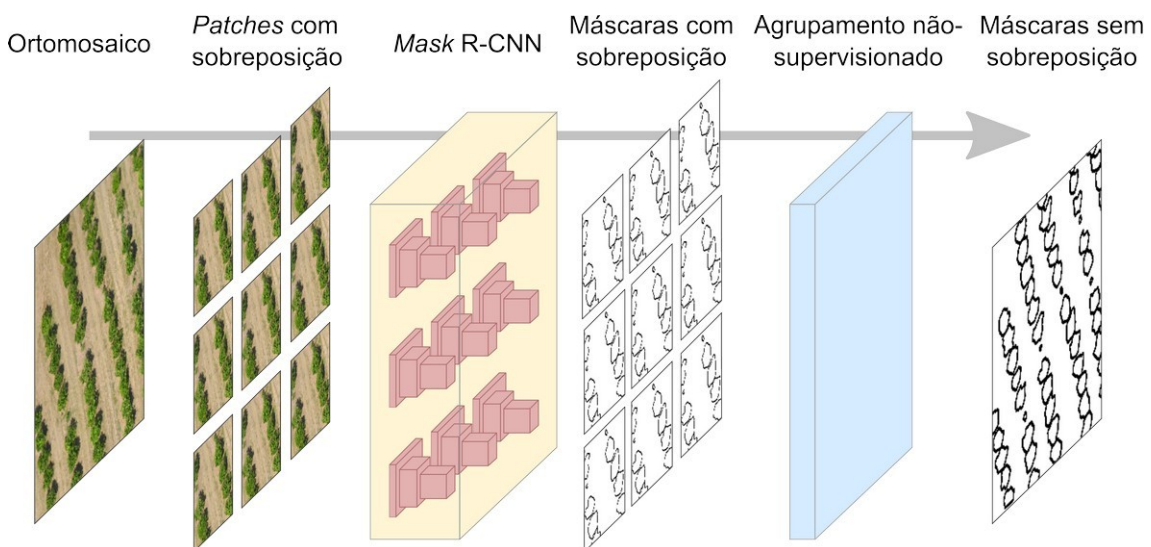 Ortomosaico
Patches com
sobreposição
Mask R-CNN
Máscaras com
sobreposição
Agrupamento não-
supervisionado
Máscaras sem
sobreposição